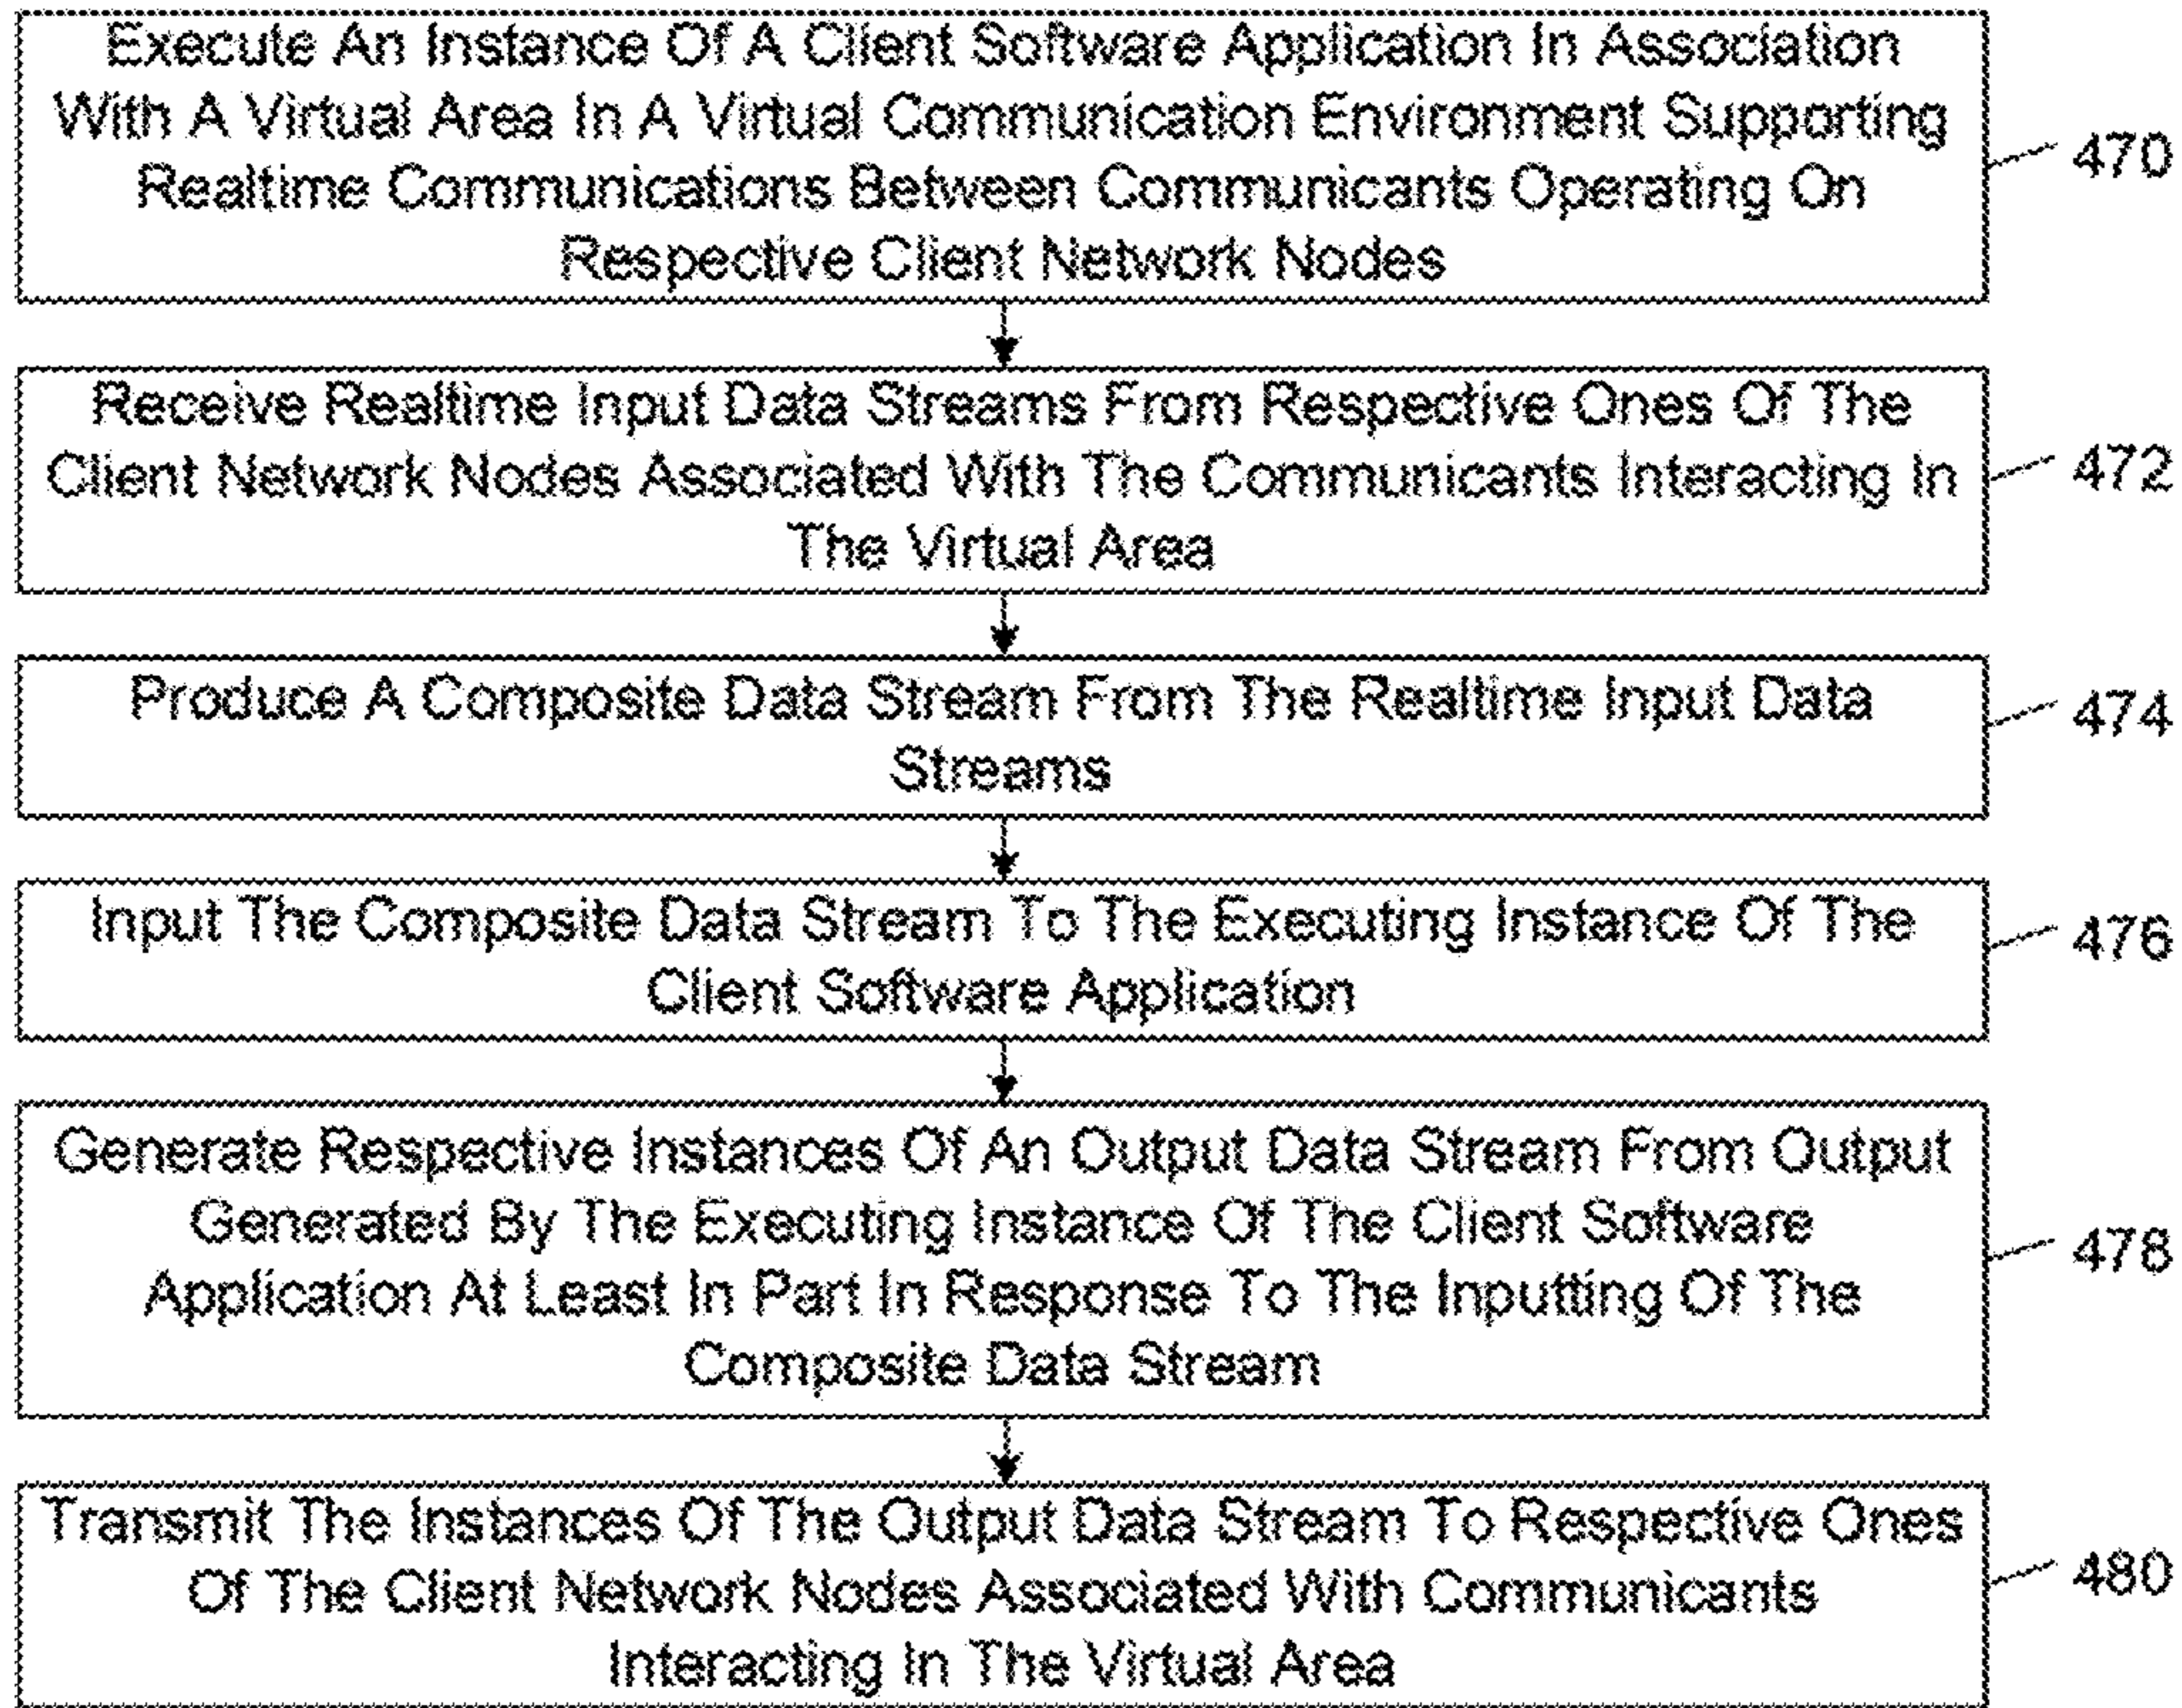 Execute An Instance Of A Client Software Application In Association
With A Virtual Area In A Virtual Communication Environment Supporting
Realtime Communications Between Communicants Operating On
Respective Client Network Nodes
470
Receive Realtime Input Data Streams From Respective Ones Of The
Client Network Nodes Associated With The Communicants Interacting In
The Virtual Area
472
Produce A Composite Data Stream From The Realtime Input Data
Streams
474
Input The Composite Data Stream To The Executing Instance Of The
Client Software Application
476
Generate Respective Instances Of An Output Data Stream From Output
Generated By The Executing Instance Of The Client Software
Application At Least In Part In Response To The Inputting Of The
Composite Data Stream
478
Transmit The Instances Of The Output Data Stream To Respective Ones
Of The Client Network Nodes Associated With Communicants
Interacting In The Virtual Area
480